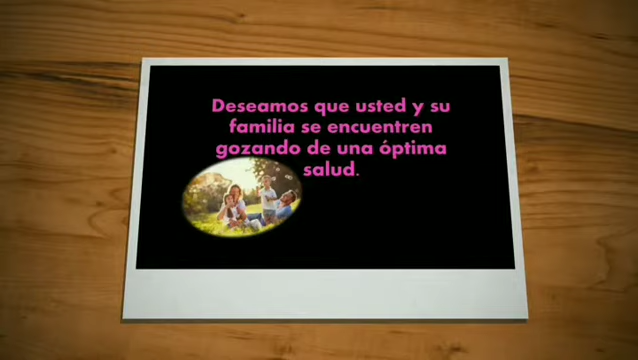 Deseamos que usted y su
familia se encuentren
gozando de una óptima
salud.